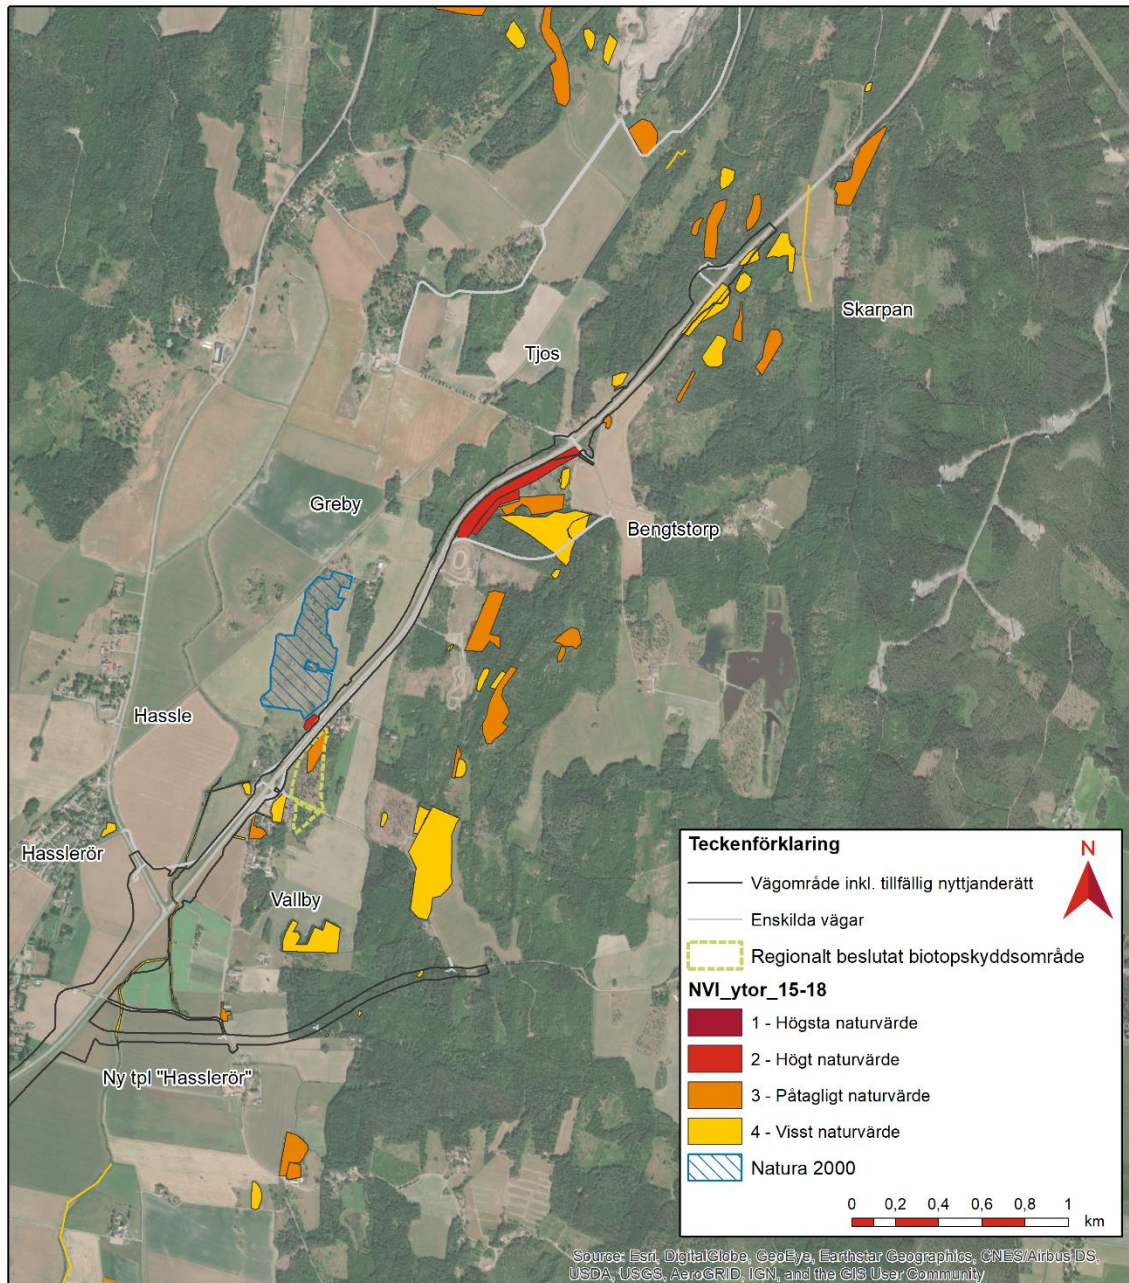 Skarpan
Tjos
Greby
Bengtstorp
Hassle
Hasslerör
Vallby
Ny tpl "Hasslerör"
Teckenförklaring
N
Vägområde inkl. tillfällig nyttjanderätt
Enskilda vägar
Regionalt beslutat biotopskyddsområde
NVI_ytor_15-18
1 - Högsta naturvärde
2 - Högt naturvärde
3 - Påtagligt naturvärde
4 - Visst naturvärde
Natura 2000
0 0,2 0,4 0,6 0,8 1
km
Source: Esri, DigitalGlobe, GeoEye, Earthstar Geographics, CNES/Airbus DS,
USDA, USGS, AeroGRID, IGN, and the GIS User Community